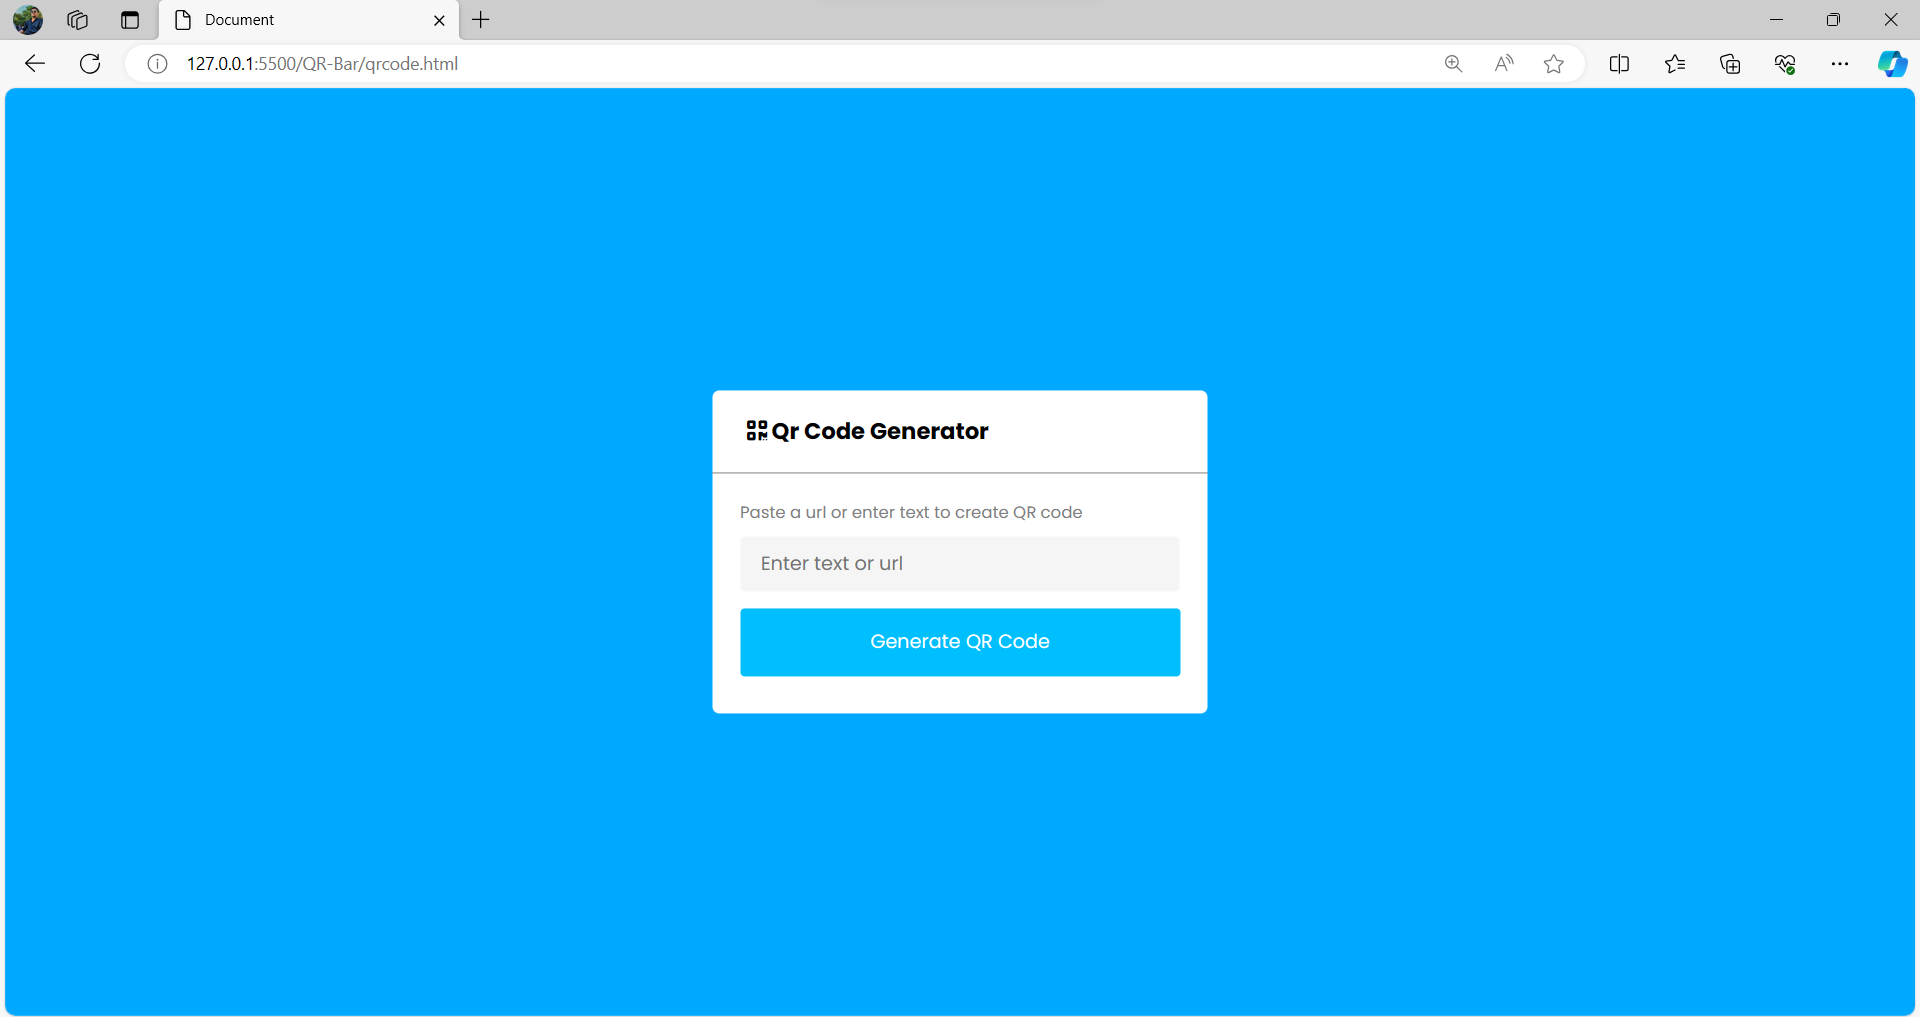 Document
127.0.0.1:5500/QR-Bar/qrcode.html
Qr Code Generator
Paste a url or enter text to create QR code
Enter text or url
Generate QR Code